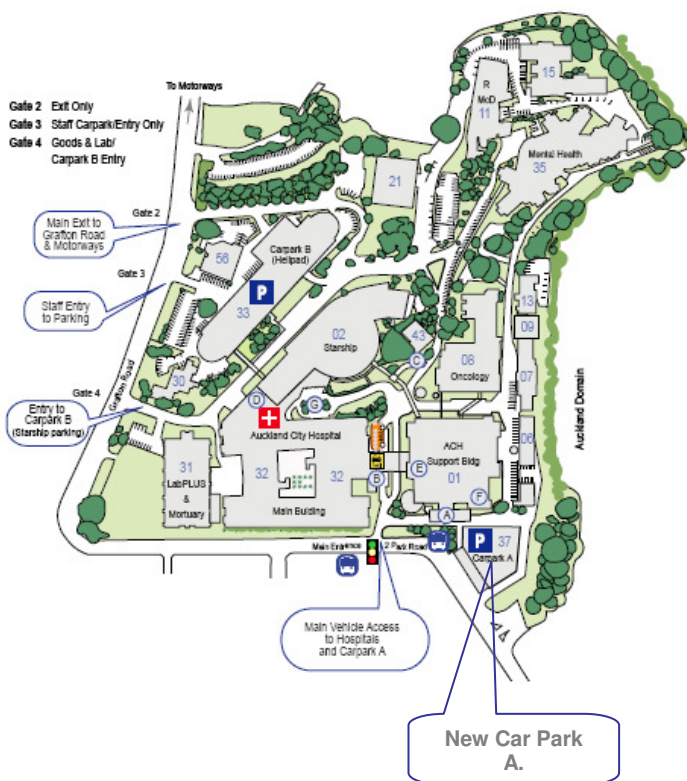 To Motorways
Gate 2 Exit Only
Gate 3 Staff Carpark/Entry Only
Gate 4 Goods & Lab/
Carpark B Entry
15
R
McD
11
Mental Health
35
21
Gate 2
Main Exit to
Grafton Road
& Motorways
56
Carpark B
(Helipad)
P
33
Gate 3
Staff Entry
to Parking
13
09
02
Starship
43
C
08
Oncology
07
30
Grafton Road
Gate 4
Entry to
Carpark B
(Starship parking)
D
G
Auckland City Hospital
Auckland Domain
ACH
Support Bldg
01
E
F
B
A
06
31
LabPLUS
&
Mortuary
32
32
Main Bulding
P
37
Carpark A
Main Entrance
2 Park Road
Main Vehicle Access
to Hospitals
and Carpark A
New Car Park
A.